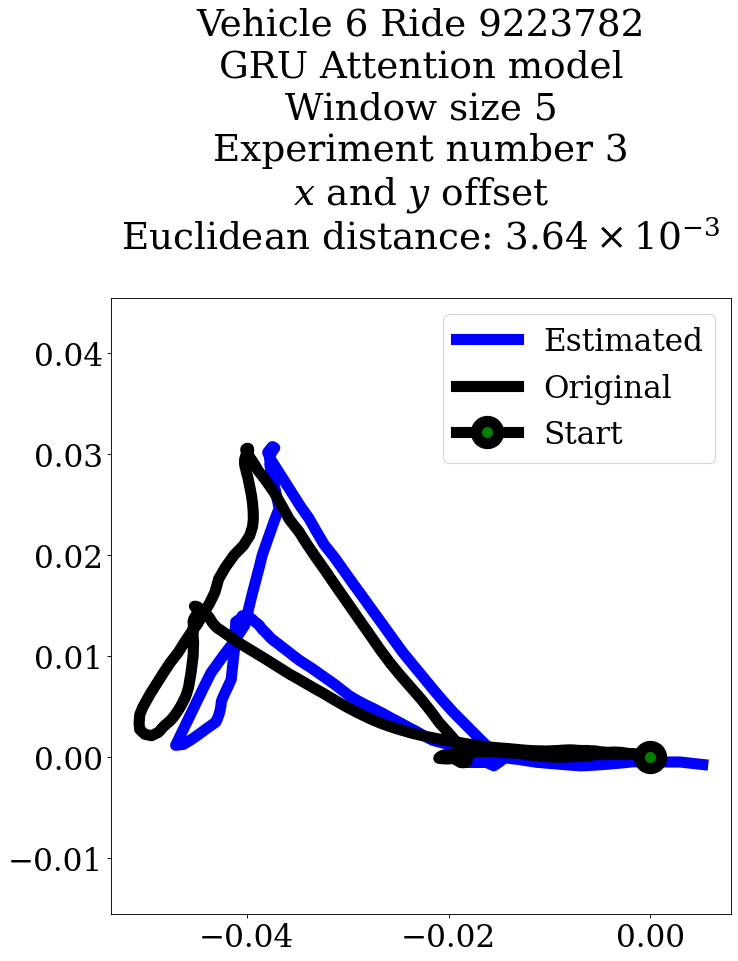 Vehicle 6 Ride 9223782
GRU Attention model
Window size 5
Experiment number 3
x and y offset
Euclidean distance: 3.64 × 10⁻³
Estimated
Original
Start
0.04
0.03
0.02
0.01
0.00
−0.01
−0.04
−0.02
0.00